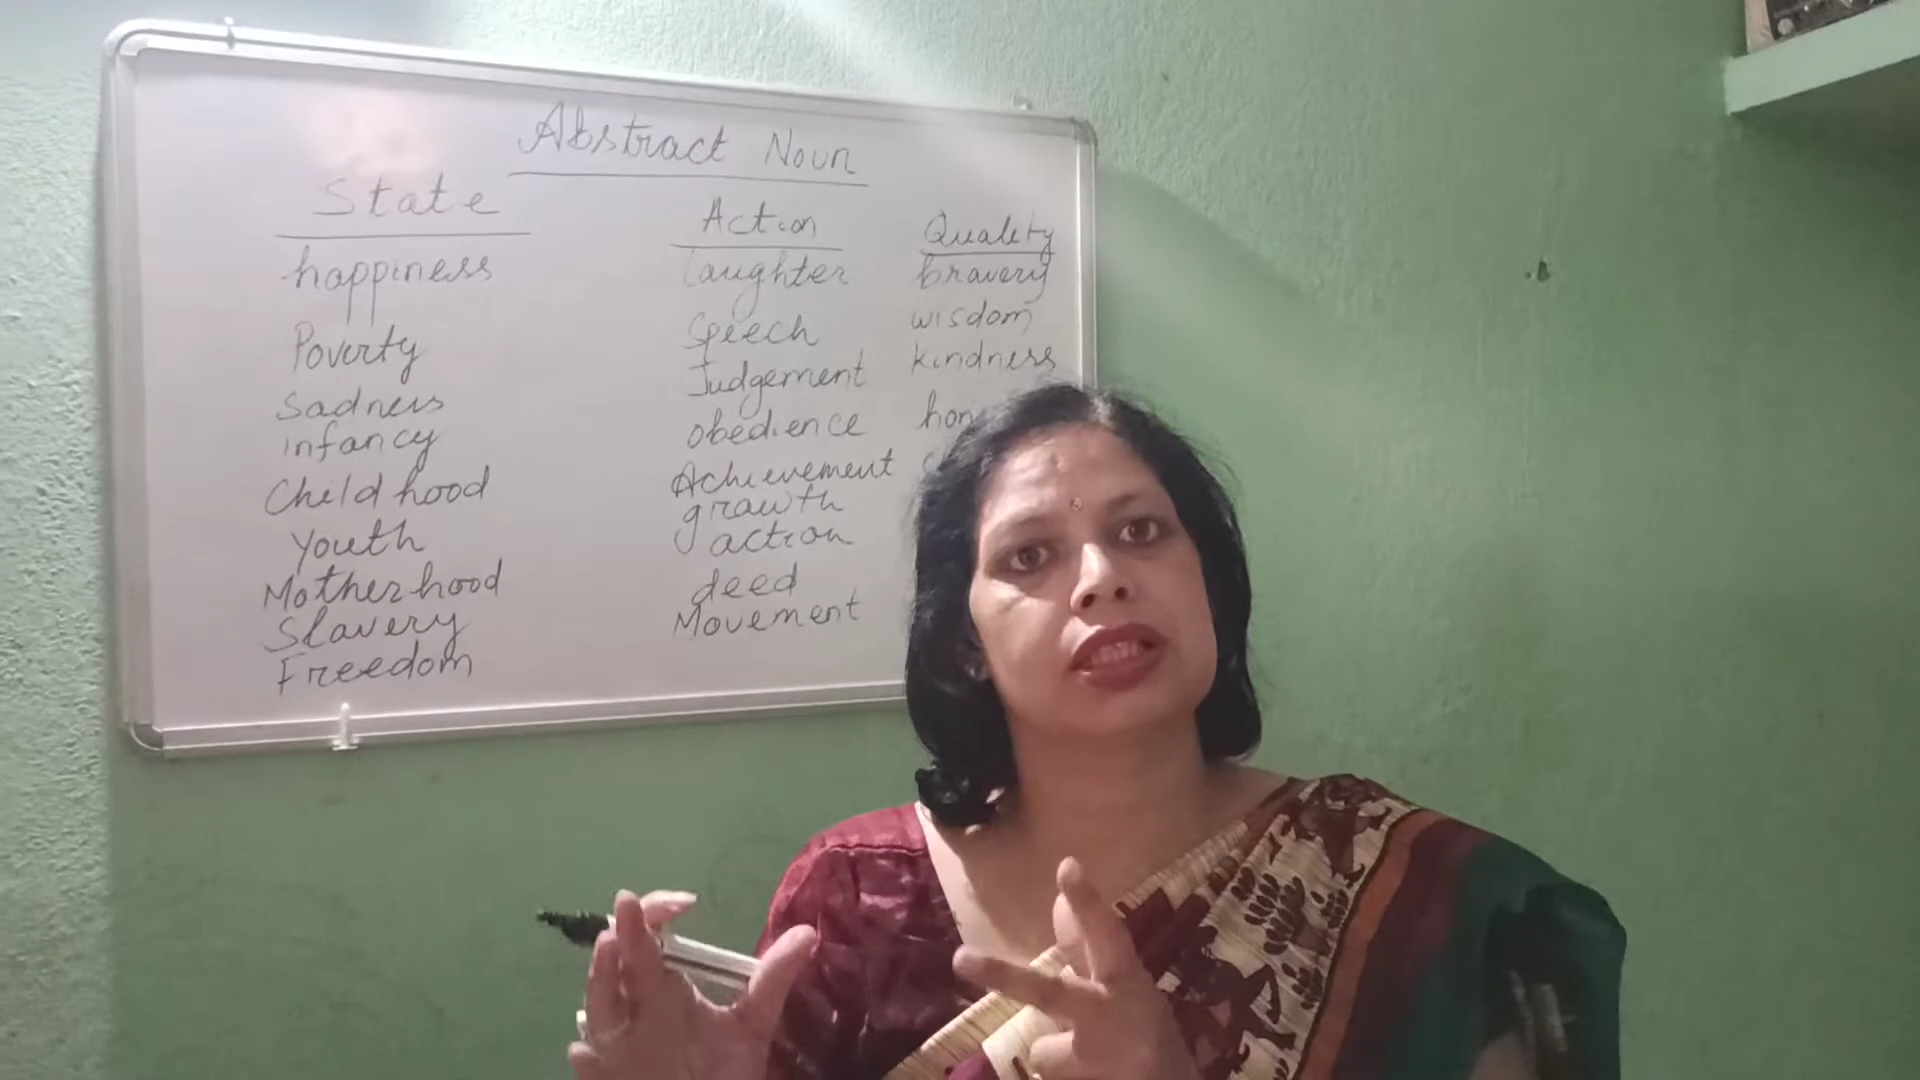 Abstract Noun
State
happiness
Poverty
Sadness
infancy
Childhood
Youth
Motherhood
Slavery
Freedom
Action
laughter
Speech
Judgement
obedience
Achievement
growth
action
deed
Movement
Quality
bravery
wisdom
kindness